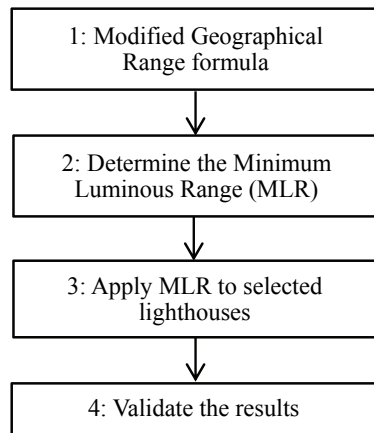 1: Modified Geographical
Range formula
2: Determine the Minimum
Luminous Range (MLR)
3: Apply MLR to selected
lighthouses
4: Validate the results